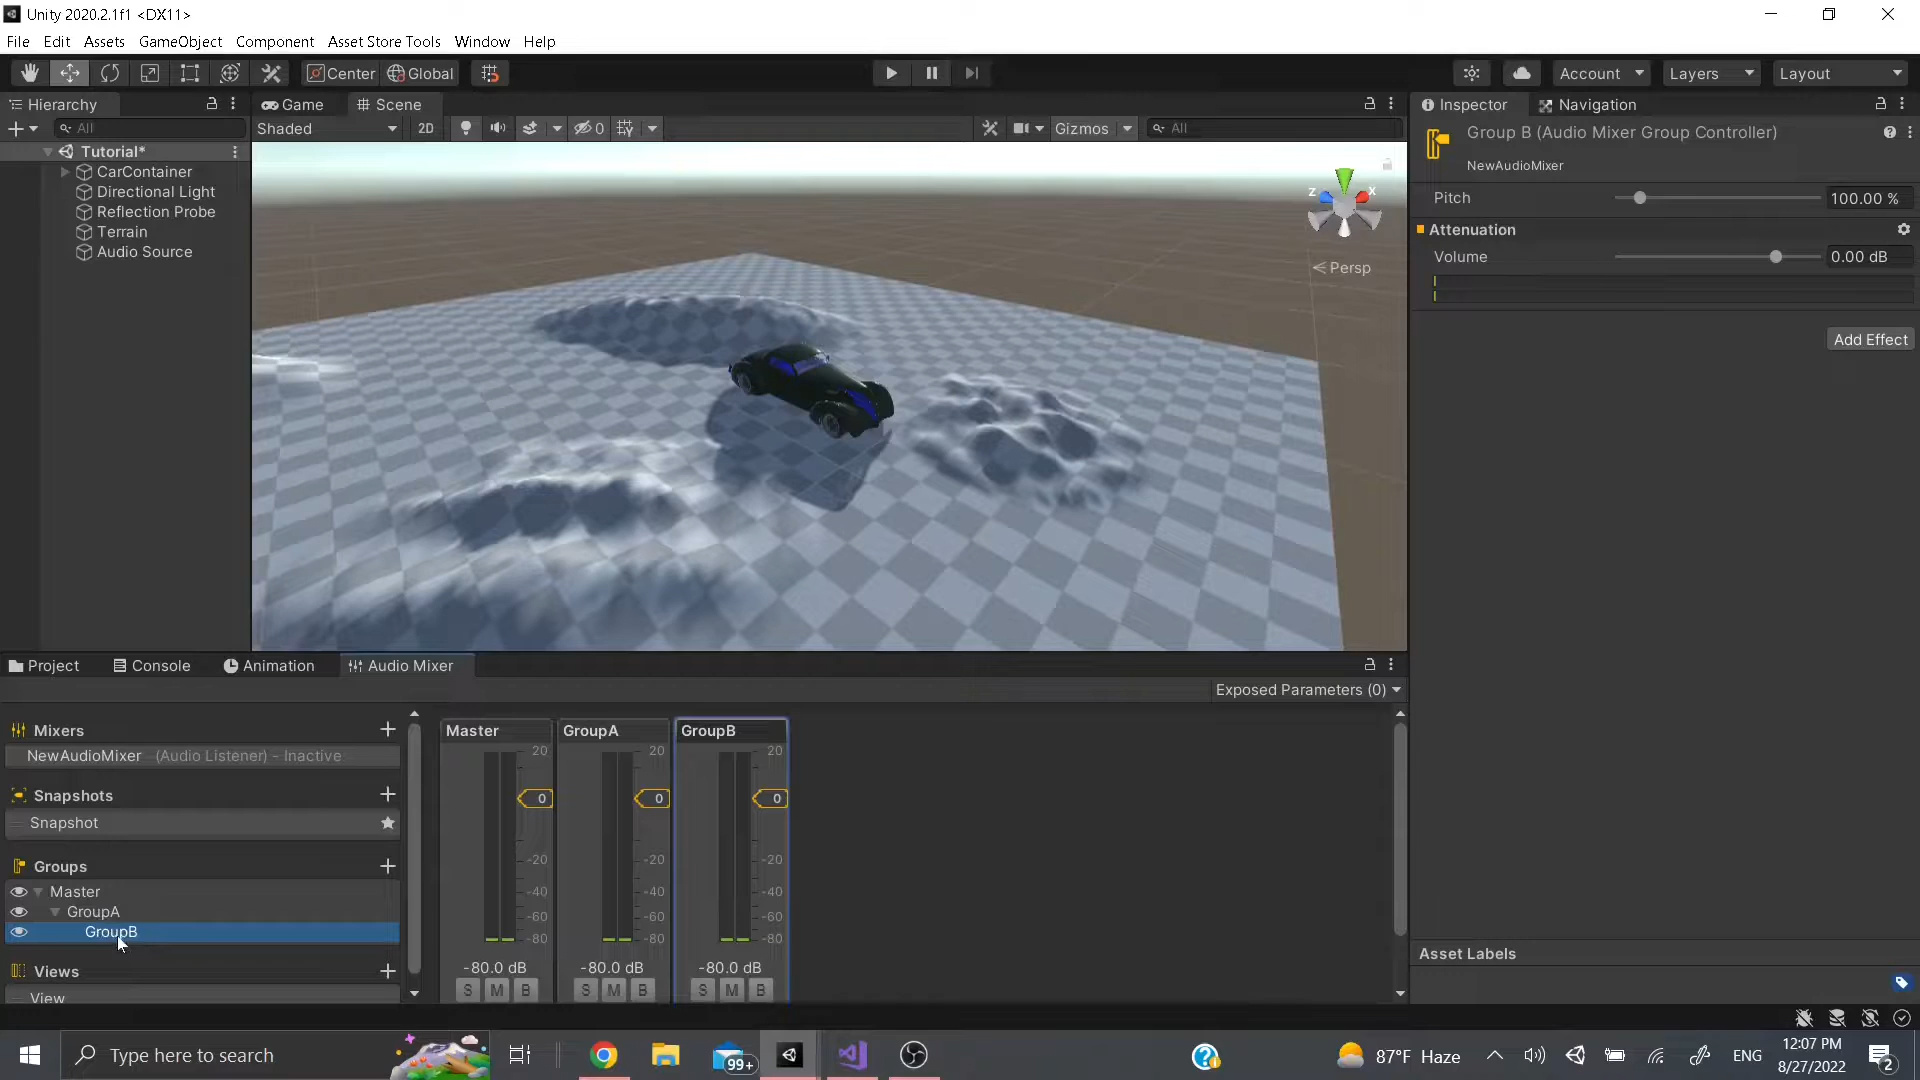 Unity 2020.2.1f1 <DX11>
File Edit Assets GameObject Component Asset Store Tools Window Help
Center Global Account Layers Layout
Hierarchy Game Scene Inspector Navigation
All Shaded 2D 0 Gizmos All Group B (Audio Mixer Group Controller)
Tutorial*
NewAudioMixer
CarContainer
Directional Light
z x
Pitch 100.00 %
Reflection Probe
Terrain
Attenuation
Audio Source
Volume 0.00 dB
Persp
Add Effect
Project Console Animation Audio Mixer
Exposed Parameters (0)
Mixers Master GroupA GroupB
NewAudioMixer (Audio Listener) - Inactive
20 20 20
Snapshots
0 0 0
Snapshot
Groups
-20 -20 -20
Master
-40 -40 -40
GroupA
-60 -60 -60
GroupB
-80 -80 -80
Asset Labels
Views
-80.0 dB -80.0 dB -80.0 dB
View
S M B S M B S M B
Type here to search 99+ 87°F Haze ENG 12:07 PM
8/27/2022 2